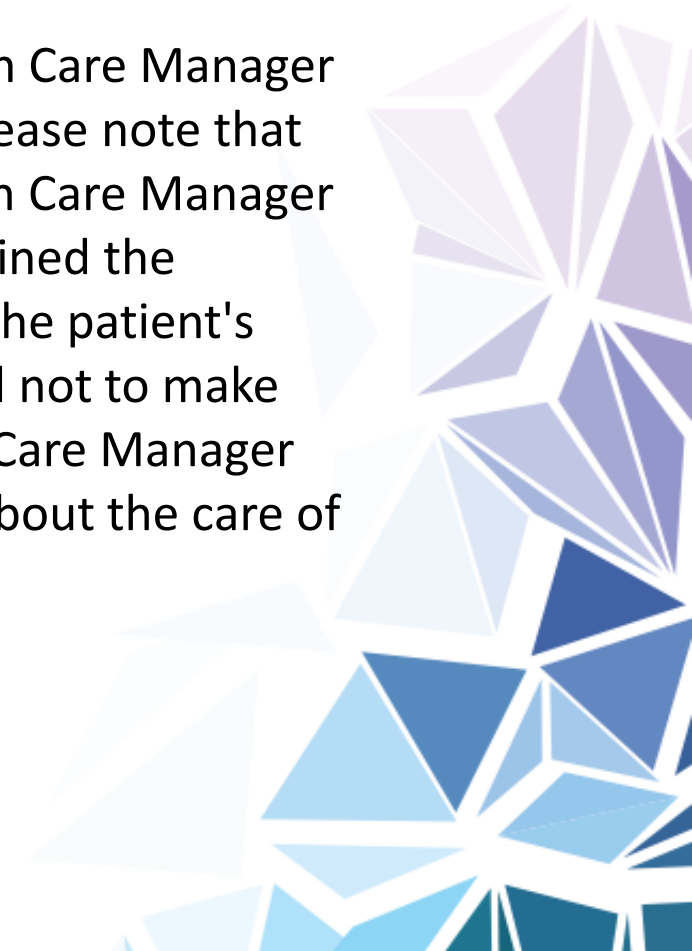 n Care Manager
ease note that
n Care Manager
ined the
he patient's
not to make
Care Manager
bout the care of